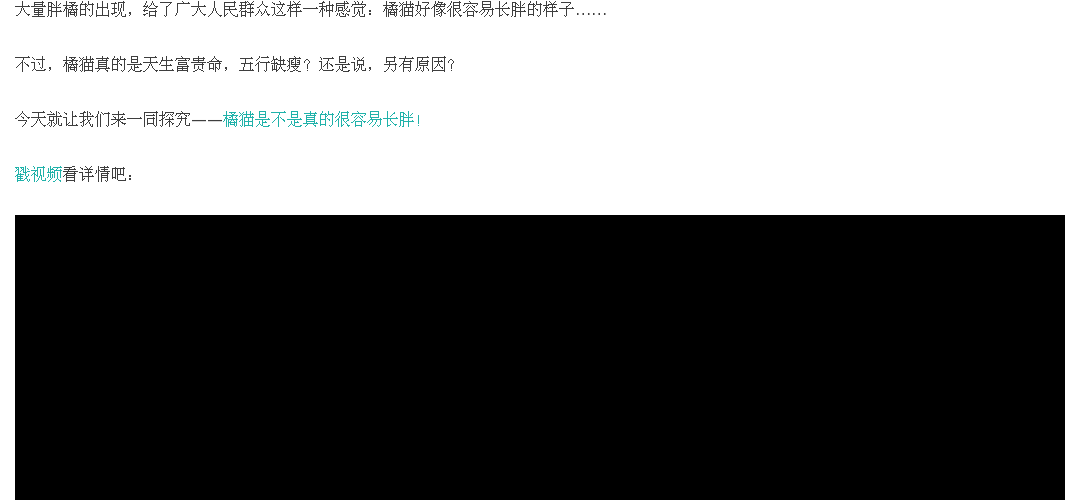 大量胖橘的出现，给了广大人民群众这样一种感觉：橘猫好像很容易长胖的样子……
不过，橘猫真的是天生富贵命，五行缺瘦？还是说，另有原因？
今天就让我们来一同探究——橘猫是不是真的很容易长胖！
戳视频看详情吧：